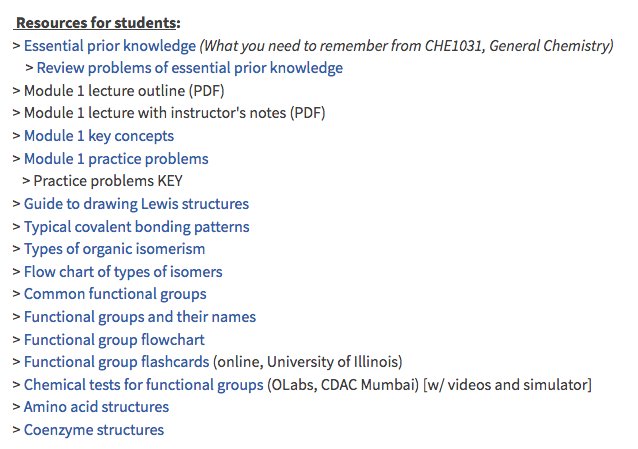 Resources for students:
> Essential prior knowledge (What you need to remember from CHE1031, General Chemistry)
> Review problems of essential prior knowledge
> Module 1 lecture outline (PDF)
> Module 1 lecture with instructor's notes (PDF)
> Module 1 key concepts
> Module 1 practice problems
> Practice problems KEY
> Guide to drawing Lewis structures
> Typical covalent bonding patterns
> Types of organic isomerism
> Flow chart of types of isomers
> Common functional groups
> Functional groups and their names
> Functional group flowchart
> Functional group flashcards (online, University of Illinois)
> Chemical tests for functional groups (OLabs, CDAC Mumbai) [w/ videos and simulator]
> Amino acid structures
> Coenzyme structures